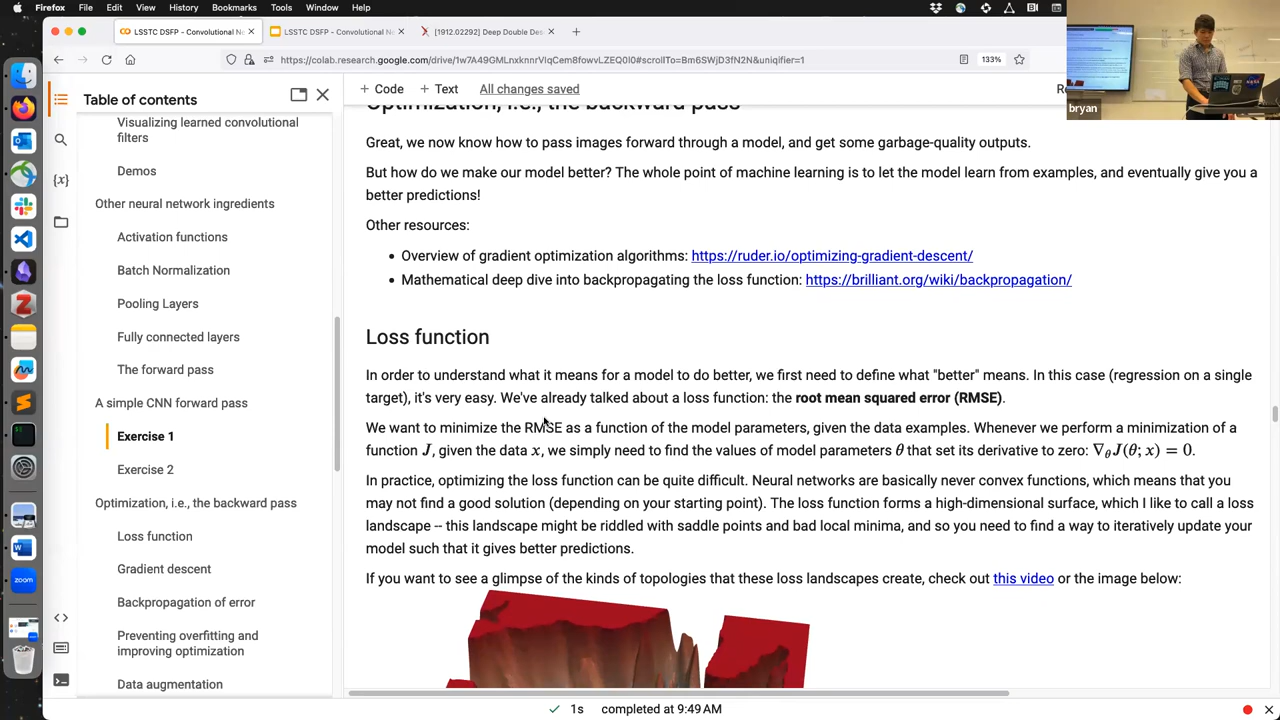 Firefox File Edit View History Bookmarks Tools Window Help
LSSTC DSFP - Convolutional N
LSSTC DSFP - Convolutional N
[1912.02292] Deep Double Des
133%
Table of contents
+ Code
Text
All changes saved
Visualizing learned convolutional
filters
Demos
Other neural network ingredients
Activation functions
Batch Normalization
Pooling Layers
Fully connected layers
The forward pass
A simple CNN forward pass
Exercise 1
Exercise 2
Optimization, i.e., the backward pass
Loss function
Gradient descent
Backpropagation of error
Preventing overfitting and
improving optimization
Data augmentation
Great, we now know how to pass images forward through a model, and get some garbage-quality outputs.
But how do we make our model better? The whole point of machine learning is to let the model learn from examples, and eventually give you a
better predictions!
Other resources:
• Overview of gradient optimization algorithms: https://ruder.io/optimizing-gradient-descent/
• Mathematical deep dive into backpropagating the loss function: https://brilliant.org/wiki/backpropagation/
Loss function
In order to understand what it means for a model to do better, we first need to define what "better" means. In this case (regression on a single
target), it's very easy. We've already talked about a loss function: the root mean squared error (RMSE).
We want to minimize the RMSE as a function of the model parameters, given the data examples. Whenever we perform a minimization of a
function J, given the data x, we simply need to find the values of model parameters θ that set its derivative to zero: ∇θJ(θ; x) = 0.
In practice, optimizing the loss function can be quite difficult. Neural networks are basically never convex functions, which means that you
may not find a good solution (depending on your starting point). The loss function forms a high-dimensional surface, which I like to call a loss
landscape -- this landscape might be riddled with saddle points and bad local minima, and so you need to find a way to iteratively update your
model such that it gives better predictions.
If you want to see a glimpse of the kinds of topologies that these loss landscapes create, check out this video or the image below:
bryan
1s completed at 9:49 AM